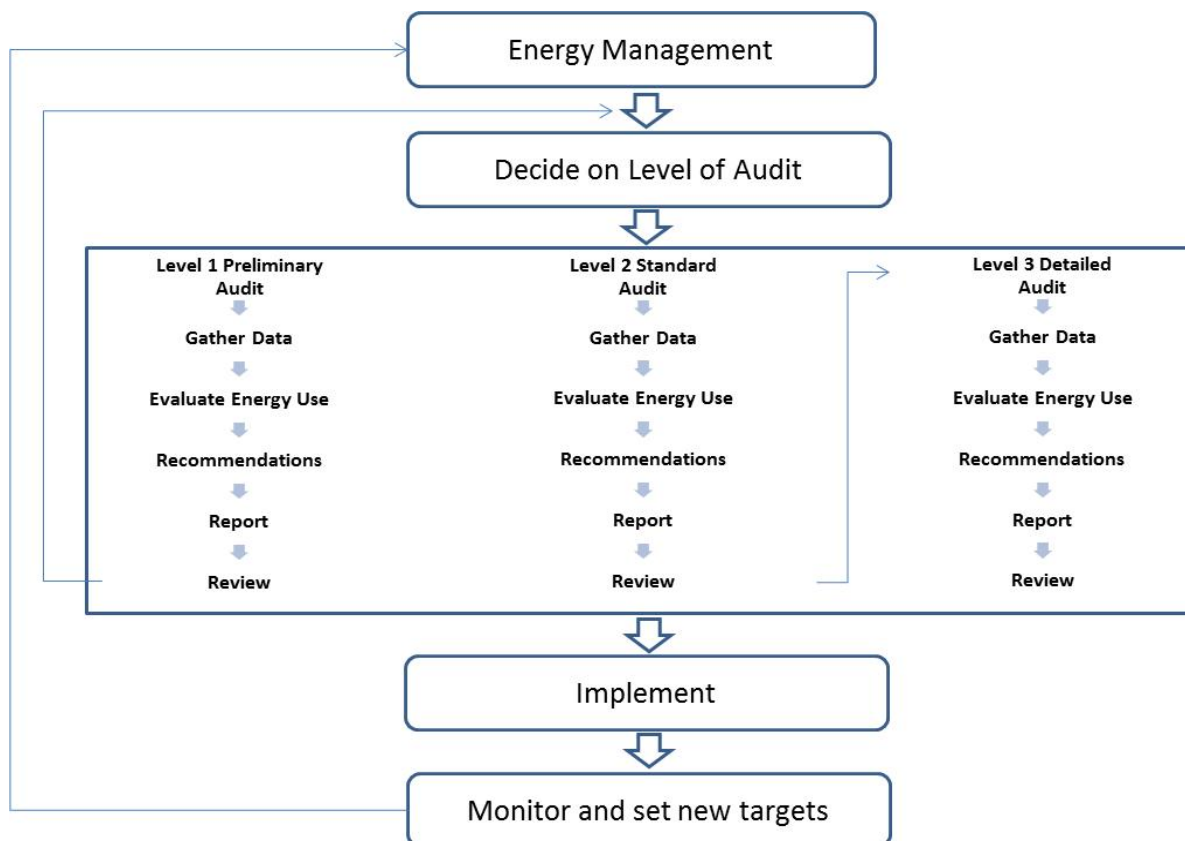 Energy Management
Decide on Level of Audit
Level 1 Preliminary
Audit
Gather Data
Evaluate Energy Use
Recommendations
Report
Review
Level 2 Standard
Audit
Gather Data
Evaluate Energy Use
Recommendations
Report
Review
Level 3 Detailed
Audit
Gather Data
Evaluate Energy Use
Recommendations
Report
Review
Implement
Monitor and set new targets